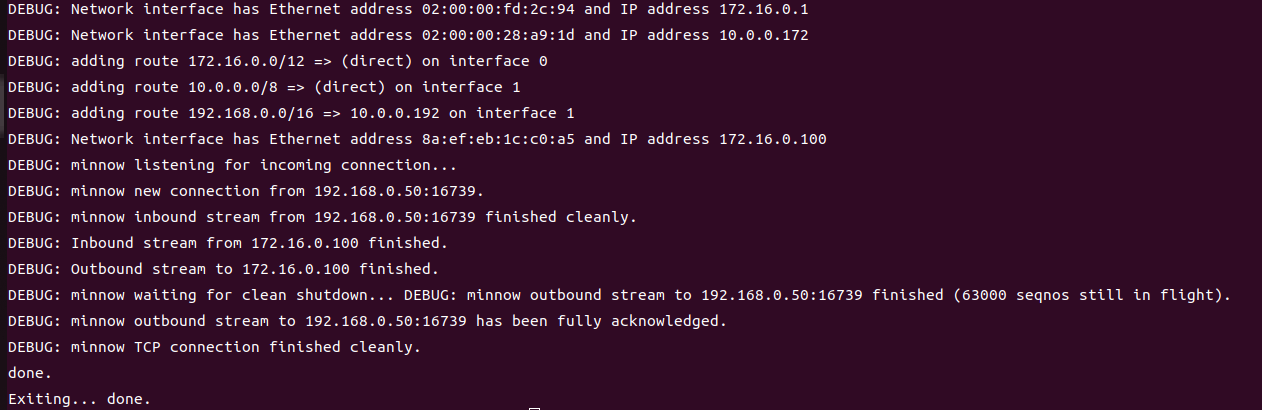 DEBUG: Network interface has Ethernet address 02:00:00:fd:2c:94 and IP address 172.16.0.1
DEBUG: Network interface has Ethernet address 02:00:00:28:a9:1d and IP address 10.0.0.172
DEBUG: adding route 172.16.0.0/12 => (direct) on interface 0
DEBUG: adding route 10.0.0.0/8 => (direct) on interface 1
DEBUG: adding route 192.168.0.0/16 => 10.0.0.192 on interface 1
DEBUG: Network interface has Ethernet address 8a:ef:eb:1c:c0:a5 and IP address 172.16.0.100
DEBUG: minnow listening for incoming connection...
DEBUG: minnow new connection from 192.168.0.50:16739.
DEBUG: minnow inbound stream from 192.168.0.50:16739 finished cleanly.
DEBUG: Inbound stream from 172.16.0.100 finished.
DEBUG: Outbound stream to 172.16.0.100 finished.
DEBUG: minnow waiting for clean shutdown... DEBUG: minnow outbound stream to 192.168.0.50:16739 finished (63000 seqnos still in flight).
DEBUG: minnow outbound stream to 192.168.0.50:16739 has been fully acknowledged.
DEBUG: minnow TCP connection finished cleanly.
done.
Exiting... done.